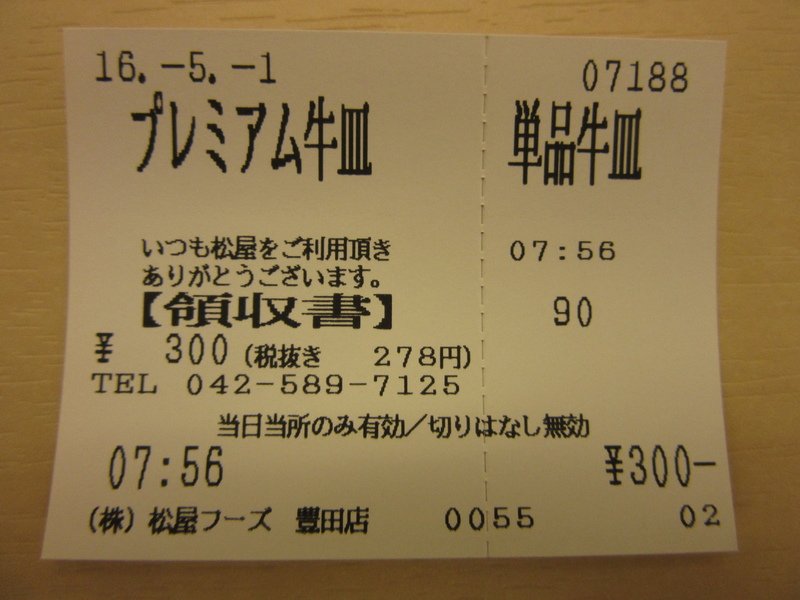 16.-5.-1 07188
プレミアム牛皿 単品牛皿
いつも松屋をご利用頂き 07:56
ありがとうございます。
【領収書】 90
¥ 300 (税抜き 278円)
TEL 042-589-7125
当日当所のみ有効/切りはなし無効
07:56 ¥300-
(株) 松屋フーズ 豊田店 0055 02